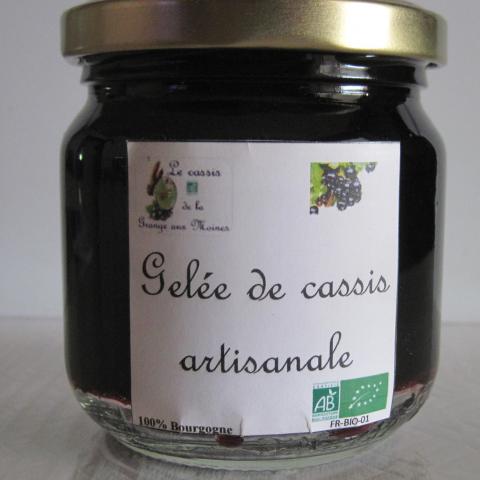 Le cassis
de la
Grange aux Moines
Gelée de cassis
artisanale
100% Bourgogne
AB
FR-BIO-01